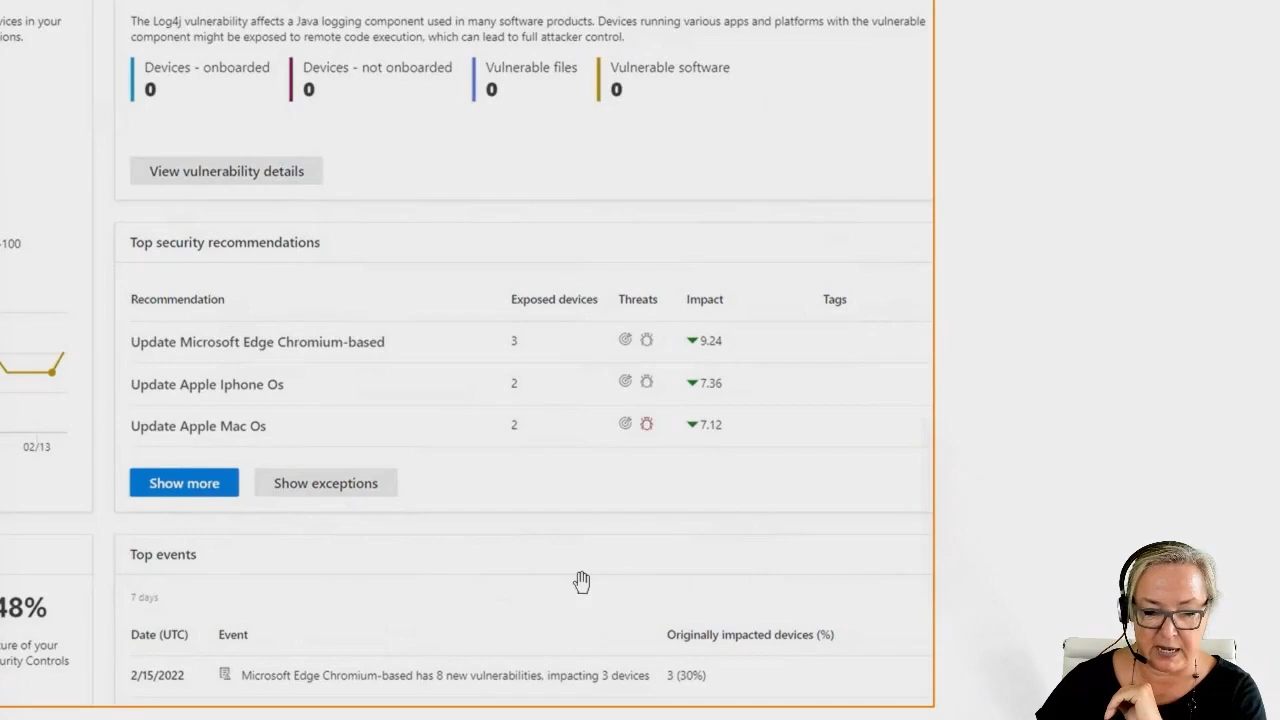 vices in your
ions.
The Log4j vulnerability affects a Java logging component used in many software products. Devices running various apps and platforms with the vulnerable
component might be exposed to remote code execution, which can lead to full attacker control.
Devices - onboarded
0
Devices - not onboarded
0
Vulnerable files
0
Vulnerable software
0
View vulnerability details
-100
02/13
Top security recommendations
Recommendation Exposed devices Threats Impact Tags
Update Microsoft Edge Chromium-based 3 9.24
Update Apple Iphone Os 2 7.36
Update Apple Mac Os 2 7.12
Show more Show exceptions
48%
ture of your
urity Controls
Top events
7 days
Date (UTC) Event Originally impacted devices (%)
2/15/2022 Microsoft Edge Chromium-based has 8 new vulnerabilities, impacting 3 devices 3 (30%)